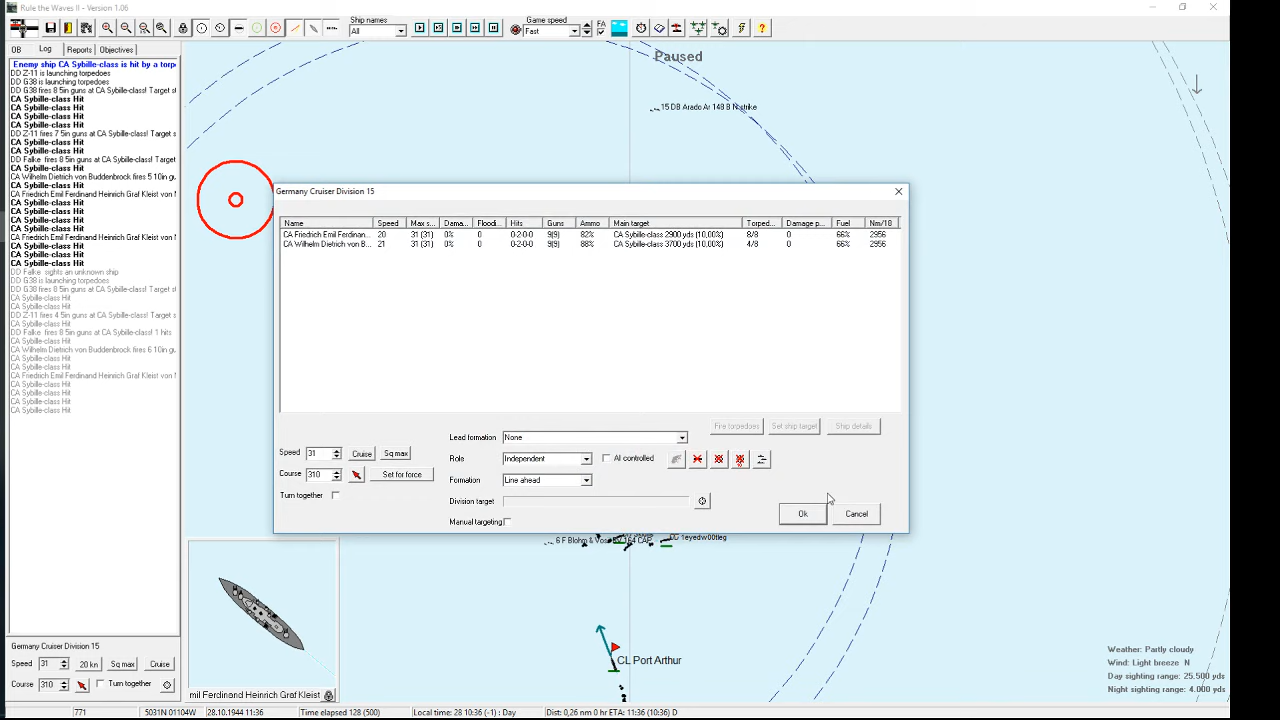 Rule the Waves II - Version 1.06
Ship names
All
Game speed
Fast
FA
OB Log Reports Objectives
Enemy ship CA Sybille-class is hit by a torp
DD Z-11 is launching torpedoes
DD G38 is launching torpedoes
DD G38 fires 8 5in guns at CA Sybille-class! Target s
CA Sybille-class Hit
CA Sybille-class Hit
CA Sybille-class Hit
CA Sybille-class Hit
DD Z-11 fires 7 5in guns at CA Sybille-class! Target s
CA Sybille-class Hit
CA Sybille-class Hit
DD Falke fires 8 5in guns at CA Sybille-class! Target
CA Sybille-class Hit
CA Wilhelm Dietrich von Buddenbrock fires 5 10in g
CA Sybille-class Hit
CA Friedrich Emil Ferdinand Heinrich Graf Kleist von N
CA Sybille-class Hit
CA Sybille-class Hit
CA Sybille-class Hit
CA Sybille-class Hit
CA Friedrich Emil Ferdinand Heinrich Graf Kleist von N
CA Sybille-class Hit
CA Sybille-class Hit
CA Sybille-class Hit
DD Falke sights an unknown ship
DD G38 is launching torpedoes
DD G38 fires 8 5in guns at CA Sybille-class! Target s
CA Sybille-class Hit
CA Sybille-class Hit
DD Z-11 fires 4 5in guns at CA Sybille-class! Target s
CA Sybille-class Hit
DD Falke fires 8 5in guns at CA Sybille-class! 1 hits
CA Sybille-class Hit
CA Wilhelm Dietrich von Buddenbrock fires 6 10in g
CA Sybille-class Hit
CA Sybille-class Hit
CA Friedrich Emil Ferdinand Heinrich Graf Kleist von N
CA Sybille-class Hit
CA Sybille-class Hit
CA Sybille-class Hit
CA Sybille-class Hit
Paused
15 DB Arado Ar 148 B N strike
Germany Cruiser Division 15
Name Speed Max s... Dama... Floodi... Hits Guns Ammo Main target Torped... Damage p... Fuel Nm/18
CA Friedrich Emil Ferdinan... 20 31 (31) 0% 0 0-2-0-0 9(9) 82% CA Sybille-class 2900 yds (10,00%) 8/8 0 66% 2956
CA Wilhelm Dietrich von B... 21 31 (31) 0% 0 0-2-0-0 9(9) 88% CA Sybille-class 3700 yds (10,00%) 4/8 0 66% 2956
Fire torpedoes Set ship target Ship details
Lead formation None
Speed 31 Cruise Sq max
Role Independent AI controlled
Course 310 Set for force
Formation Line ahead
Turn together
Division target
Ok Cancel
Manual targeting
6 F Blohm & Voss BV 164 CAP
CL Port Arthur
Germany Cruiser Division 15
Speed 31 20 kn Sq max Cruise
Course 310 Turn together
mil Ferdinand Heinrich Graf Kleist
Weather: Partly cloudy
Wind: Light breeze N
Day sighting range: 25.500 yds
Night sighting range: 4.000 yds
771 5031N 01104W 28.10.1944 11:36 Time elapsed 128 (500) Local time: 28 10:36 (-1) : Day Dist: 0,26 nm 0 hr ETA: 11:36 (10:36) D